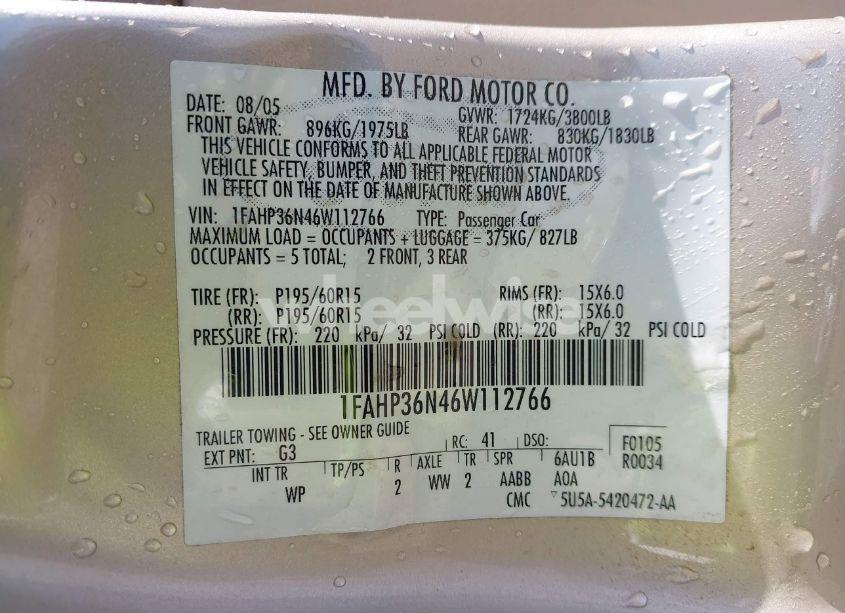 MFD. BY FORD MOTOR CO.
DATE: 08/05 GVWR: 1724KG/3800LB
FRONT GAWR: 896KG/1975LB REAR GAWR: 830KG/1830LB
THIS VEHICLE CONFORMS TO ALL APPLICABLE FEDERAL MOTOR
VEHICLE SAFETY, BUMPER, AND THEFT PREVENTION STANDARDS
IN EFFECT ON THE DATE OF MANUFACTURE SHOWN ABOVE.
VIN: 1FAHP36N46W112766 TYPE: Passenger Car
MAXIMUM LOAD = OCCUPANTS + LUGGAGE = 375KG/ 827LB
OCCUPANTS = 5 TOTAL; 2 FRONT, 3 REAR
TIRE (FR): P195/60R15 RIMS (FR): 15X6.0
(RR): P195/60R15 (RR): 15X6.0
wheelwise
PRESSURE (FR): 220 kPa/ 32 PSI COLD (RR): 220 kPa/ 32 PSI COLD
1FAHP36N46W112766
TRAILER TOWING - SEE OWNER GUIDE
EXT PNT: G3 RC: 41 DSO: F0105
INT TR TP/PS R AXLE TR SPR 6AU1B R0034
WP 2 WW 2 AABB AOA
CMC 5U5A-5420472-AA